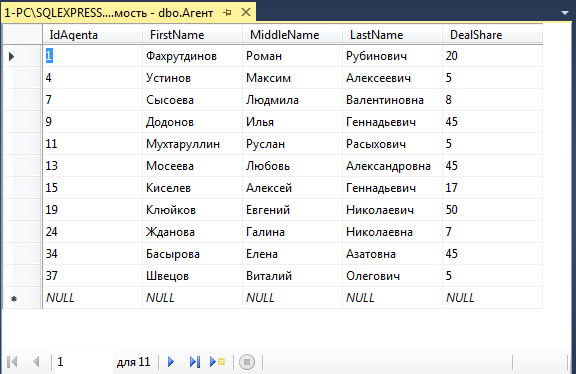 1-PC\SQLEXPRESS....мость - dbo.Агент
IdAgenta FirstName MiddleName LastName DealShare
1 Фахрутдинов Роман Рубинович 20
4 Устинов Максим Алексеевич 5
7 Сысоева Людмила Валентиновна 8
9 Додонов Илья Геннадьевич 45
11 Мухтаруллин Руслан Расыхович 5
13 Мосеева Любовь Александровна 45
15 Киселев Алексей Геннадьевич 17
19 Клюйков Евгений Николаевич 50
24 Жданова Галина Николаевна 7
34 Басырова Елена Азатовна 45
37 Швецов Виталий Олегович 5
NULL NULL NULL NULL NULL
1 для 11